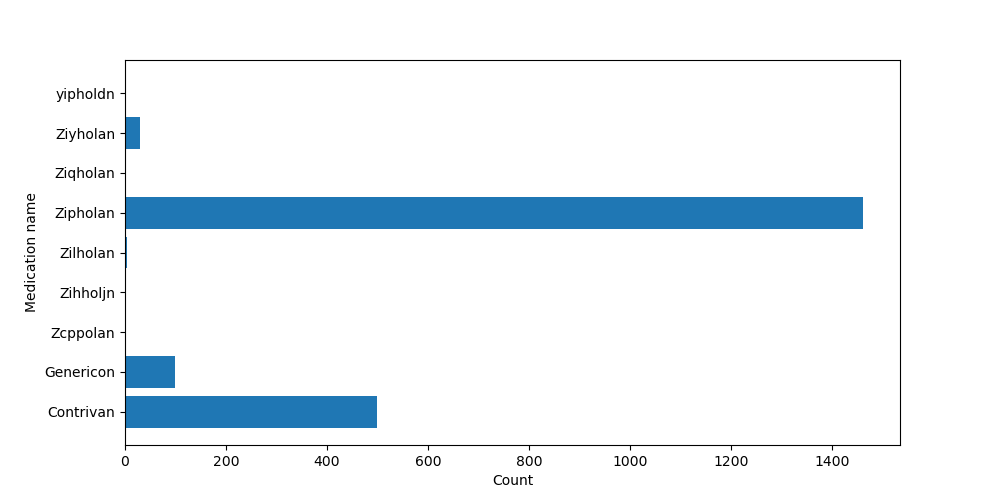 yipholdn
Ziyholan
Ziqholan
Zipholan
Zilholan
Zihholjn
Zcppolan
Genericon
Contrivan
Medication name
0 200 400 600 800 1000 1200 1400
Count